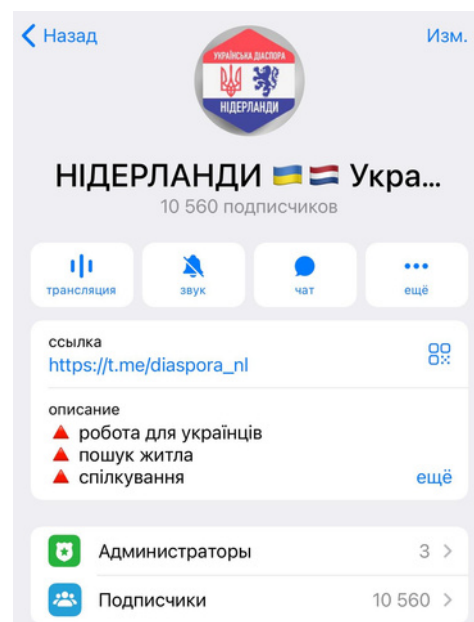 Назад
Изм.
УКРАЇНСЬКА ДІАСПОРА
НІДЕРЛАНДИ
НІДЕРЛАНДИ 🇺🇦🇳🇱 Укра...
10 560 подписчиков
трансляция
звук
чат
ещё
ссылка
https://t.me/diaspora_nl
описание
🔺 робота для українців
🔺 пошук житла
🔺 спілкування
ещё
Администраторы 3
Подписчики 10 560